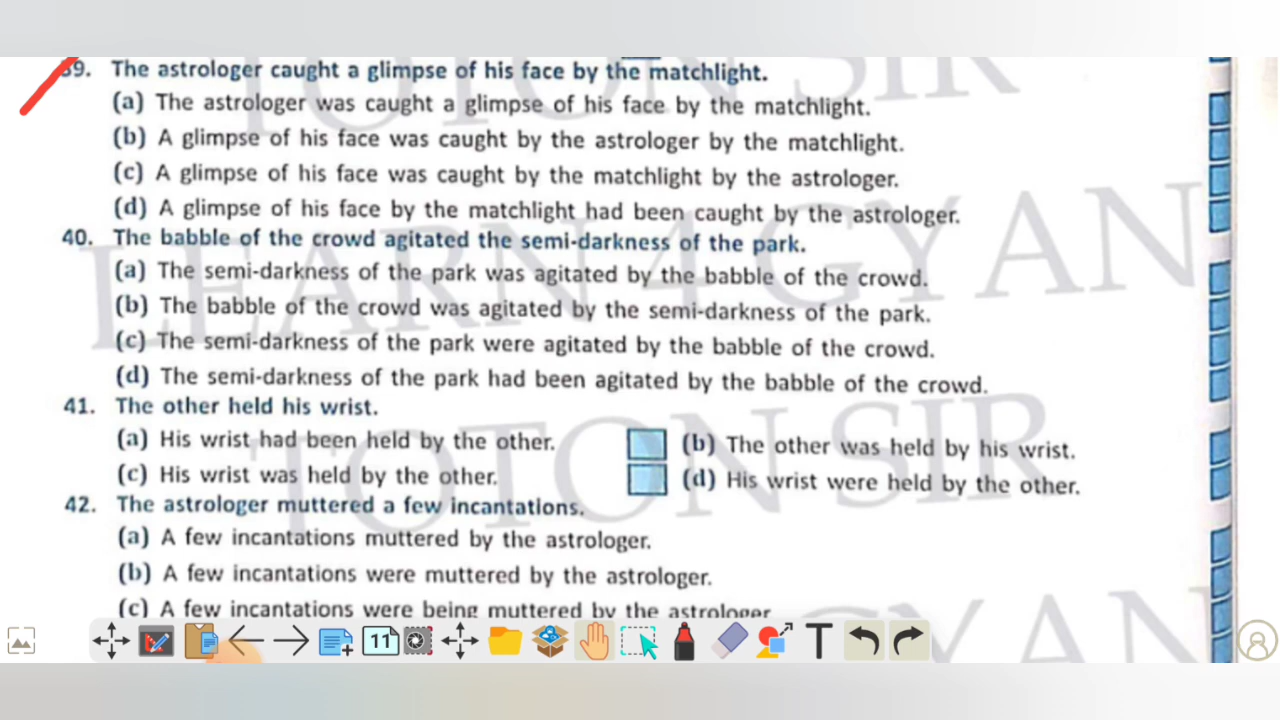 39. The astrologer caught a glimpse of his face by the matchlight.
(a) The astrologer was caught a glimpse of his face by the matchlight.
(b) A glimpse of his face was caught by the astrologer by the matchlight.
(c) A glimpse of his face was caught by the matchlight by the astrologer.
(d) A glimpse of his face by the matchlight had been caught by the astrologer.
40. The babble of the crowd agitated the semi-darkness of the park.
(a) The semi-darkness of the park was agitated by the babble of the crowd.
(b) The babble of the crowd was agitated by the semi-darkness of the park.
(c) The semi-darkness of the park were agitated by the babble of the crowd.
(d) The semi-darkness of the park had been agitated by the babble of the crowd.
41. The other held his wrist.
(a) His wrist had been held by the other. (b) The other was held by his wrist.
(c) His wrist was held by the other. (d) His wrist were held by the other.
42. The astrologer muttered a few incantations.
(a) A few incantations muttered by the astrologer.
(b) A few incantations were muttered by the astrologer.
(c) A few incantations were being muttered by the astrologer
TOTON SIR
LEARN 4 GYAN
TOTON SIR
GYAN
11
T